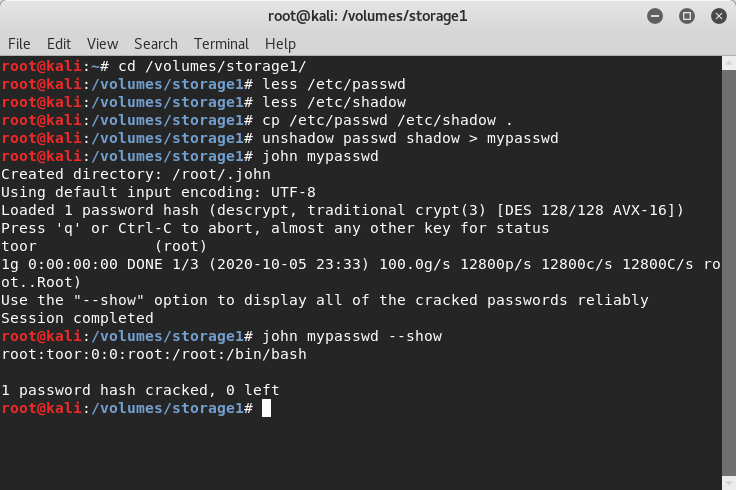 root@kali: /volumes/storage1
File Edit View Search Terminal Help
root@kali:~# cd /volumes/storage1/
root@kali:/volumes/storage1# less /etc/passwd
root@kali:/volumes/storage1# less /etc/shadow
root@kali:/volumes/storage1# cp /etc/passwd /etc/shadow .
root@kali:/volumes/storage1# unshadow passwd shadow > mypasswd
root@kali:/volumes/storage1# john mypasswd
Created directory: /root/.john
Using default input encoding: UTF-8
Loaded 1 password hash (descrypt, traditional crypt(3) [DES 128/128 AVX-16])
Press 'q' or Ctrl-C to abort, almost any other key for status
toor             (root)
1g 0:00:00:00 DONE 1/3 (2020-10-05 23:33) 100.0g/s 12800p/s 12800c/s 12800C/s ro
ot..Root)
Use the "--show" option to display all of the cracked passwords reliably
Session completed
root@kali:/volumes/storage1# john mypasswd --show
root:toor:0:0:root:/root:/bin/bash
1 password hash cracked, 0 left
root@kali:/volumes/storage1#